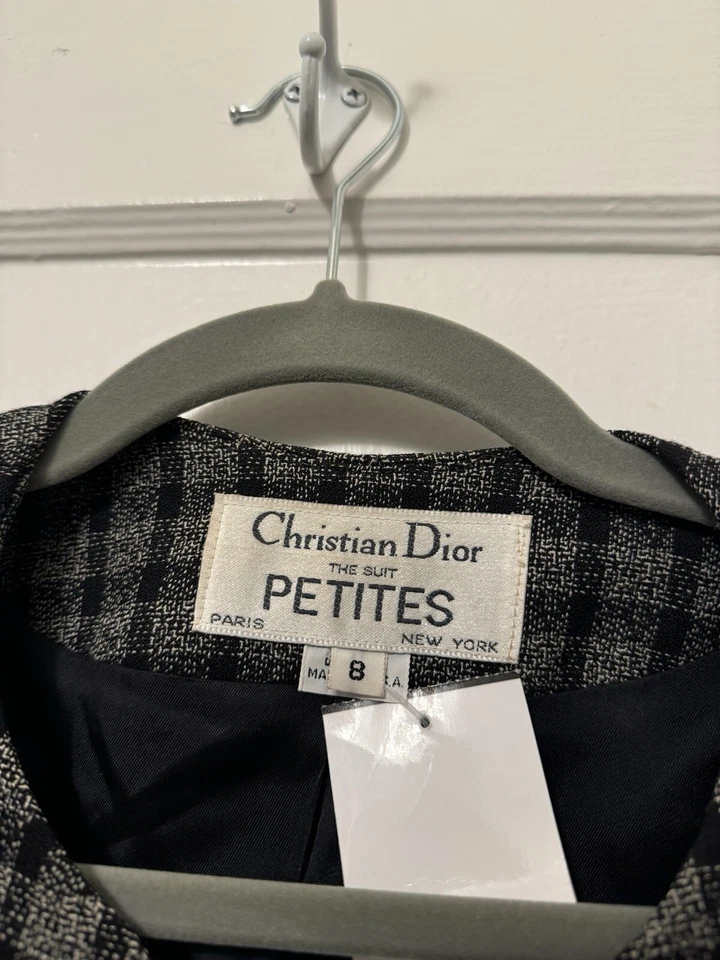 Christian Dior
THE SUIT
PETITES
PARIS
NEW YORK
8